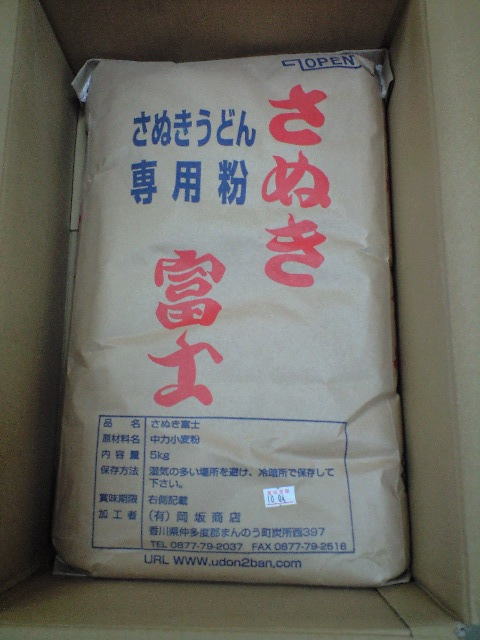 OPEN
さぬき
富士
さぬきうどん
専用粉
品名 さぬき富士
原材料名 中力小麦粉
内容量 5kg
保存方法 湿気の多い場所を避け、冷暗所で保存して
下さい。
賞味期限 右側記載
加工者 (有)岡坂商店
香川県仲多度郡まんのう町炭所西397
TEL 0877-79-2037 FAX 0877-79-2516
URL www.udon2ban.com